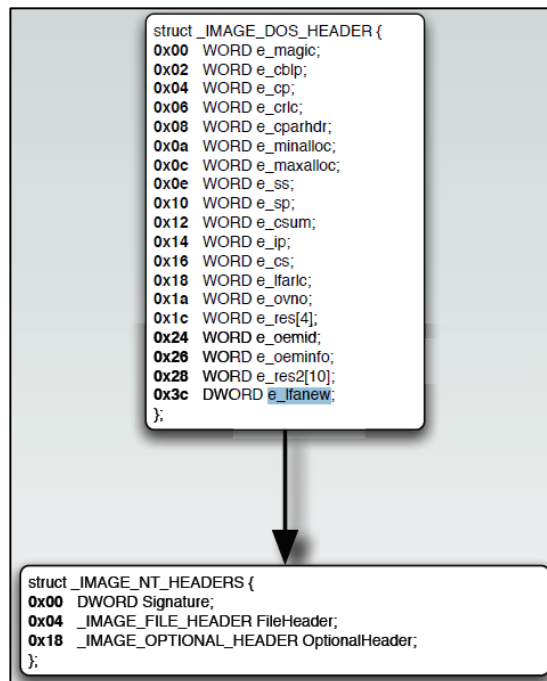 struct _IMAGE_DOS_HEADER {
0x00 WORD e_magic;
0x02 WORD e_cblp;
0x04 WORD e_cp;
0x06 WORD e_crlc;
0x08 WORD e_cparhdr;
0x0a WORD e_minalloc;
0x0c WORD e_maxalloc;
0x0e WORD e_ss;
0x10 WORD e_sp;
0x12 WORD e_csum;
0x14 WORD e_ip;
0x16 WORD e_cs;
0x18 WORD e_lfarlc;
0x1a WORD e_ovno;
0x1c WORD e_res[4];
0x24 WORD e_oemid;
0x26 WORD e_oeminfo;
0x28 WORD e_res2[10];
0x3c DWORD e_lfanew;
};
struct _IMAGE_NT_HEADERS {
0x00 DWORD Signature;
0x04 _IMAGE_FILE_HEADER FileHeader;
0x18 _IMAGE_OPTIONAL_HEADER OptionalHeader;
};